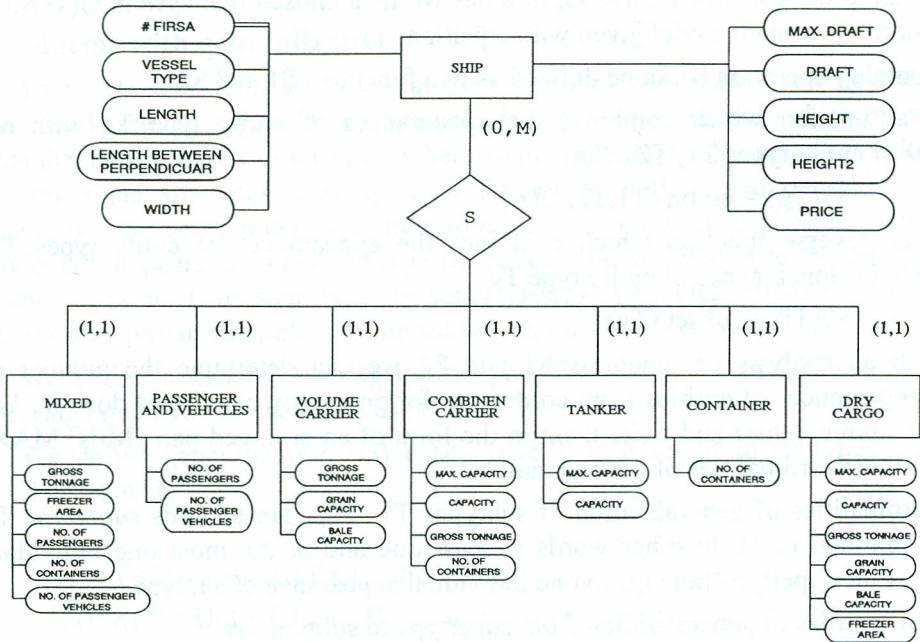 # FIRSA
VESSEL
TYPE
LENGTH
LENGTH BETWEEN
PERPENDICUAR
WIDTH
SHIP
(0,M)
S
MAX. DRAFT
DRAFT
HEIGHT
HEIGHT2
PRICE
(1,1)
(1,1)
(1,1)
(1,1)
(1,1)
(1,1)
(1,1)
MIXED
GROSS
TONNAGE
FREEZER
AREA
NO. OF
PASSENGERS
NO. OF
CONTAINERS
NO. OF PASSENGER
VEHICLES
PASSENGER
AND VEHICLES
NO. OF
PASSENGERS
NO. OF
PASSENGER
VEHICLES
VOLUME
CARRIER
GROSS
TONNAGE
GRAIN
CAPACITY
BALE
CAPACITY
COMBINEN
CARRIER
MAX. CAPACITY
CAPACITY
GROSS TONNAGE
NO. OF
CONTAINERS
TANKER
MAX. CAPACITY
CAPACITY
CONTAINER
NO. OF
CONTAINERS
DRY
CARGO
MAX. CAPACITY
CAPACITY
GROSS TONNAGE
GRAIN
CAPACITY
BALE
CAPACITY
FREEZER
AREA